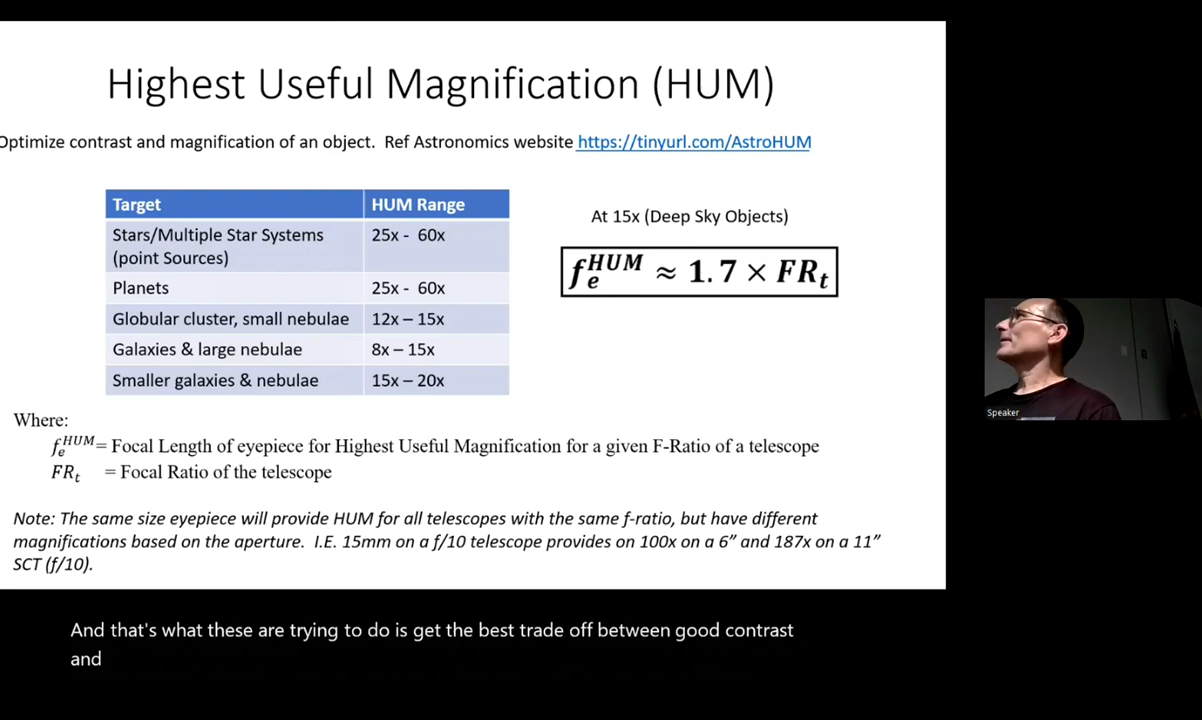 Highest Useful Magnification (HUM)
Optimize contrast and magnification of an object. Ref Astronomics website https://tinyurl.com/AstroHUM
Target HUM Range
Stars/Multiple Star Systems (point Sources) 25x - 60x
Planets 25x - 60x
Globular cluster, small nebulae 12x – 15x
Galaxies & large nebulae 8x – 15x
Smaller galaxies & nebulae 15x – 20x
At 15x (Deep Sky Objects)
f_e^HUM ≈ 1.7 × FR_t
Where:
f_e^HUM = Focal Length of eyepiece for Highest Useful Magnification for a given F-Ratio of a telescope
FR_t = Focal Ratio of the telescope
Note: The same size eyepiece will provide HUM for all telescopes with the same f-ratio, but have different
magnifications based on the aperture. I.E. 15mm on a f/10 telescope provides on 100x on a 6” and 187x on a 11”
SCT (f/10).
Speaker
And that's what these are trying to do is get the best trade off between good contrast
and